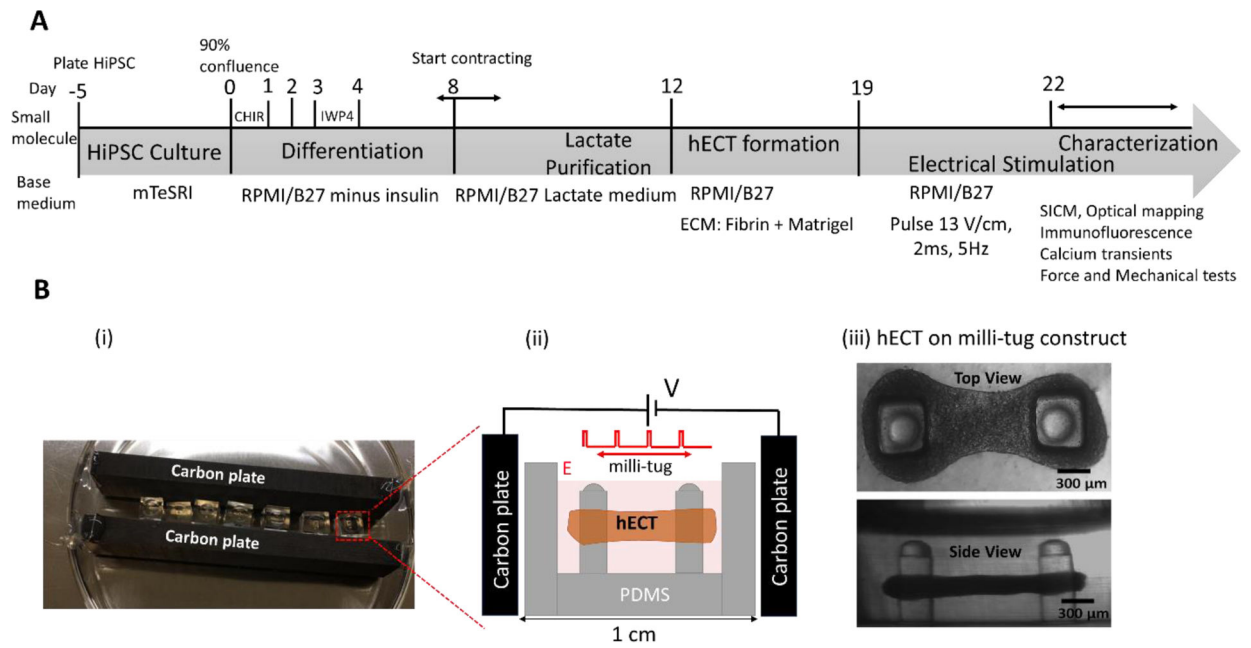 A
Plate HiPSC
90%
confluence
Start contracting
Day
-5 0 1 2 3 4 8 12 19 22
Small
molecule
CHIR IWP4
HiPSC Culture
Differentiation
Lactate
Purification
hECT formation
Electrical Stimulation
Characterization
Base
medium
mTeSRI
RPMI/B27 minus insulin
RPMI/B27 Lactate medium
RPMI/B27
ECM: Fibrin + Matrigel
RPMI/B27
Pulse 13 V/cm,
2ms, 5Hz
SICM, Optical mapping
Immunofluorescence
Calcium transients
Force and Mechanical tests
B
(i)
Carbon plate
Carbon plate
(ii)
V
E
milli-tug
hECT
PDMS
Carbon plate
Carbon plate
1 cm
(iii) hECT on milli-tug construct
Top View
300 μm
Side View
300 μm